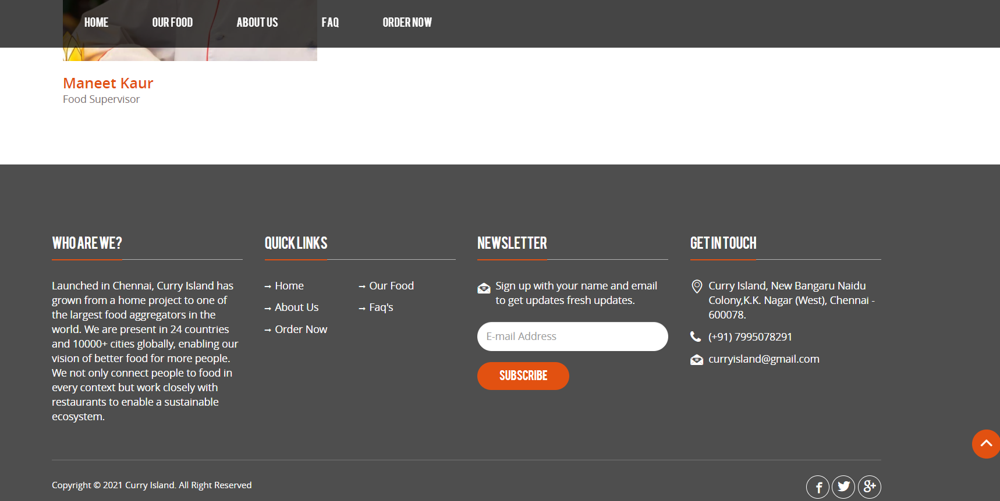 HOME OUR FOOD ABOUT US FAQ ORDER NOW
Maneet Kaur
Food Supervisor
WHO ARE WE?
Launched in Chennai, Curry Island has
grown from a home project to one of
the largest food aggregators in the
world. We are present in 24 countries
and 10000+ cities globally, enabling our
vision of better food for more people.
We not only connect people to food in
every context but work closely with
restaurants to enable a sustainable
ecosystem.
QUICK LINKS
Home
Our Food
About Us
Faq's
Order Now
NEWSLETTER
Sign up with your name and email
to get updates fresh updates.
E-mail Address
SUBSCRIBE
GET IN TOUCH
Curry Island, New Bangaru Naidu
Colony,K.K. Nagar (West), Chennai -
600078.
(+91) 7995078291
curryisland@gmail.com
Copyright © 2021 Curry Island. All Right Reserved